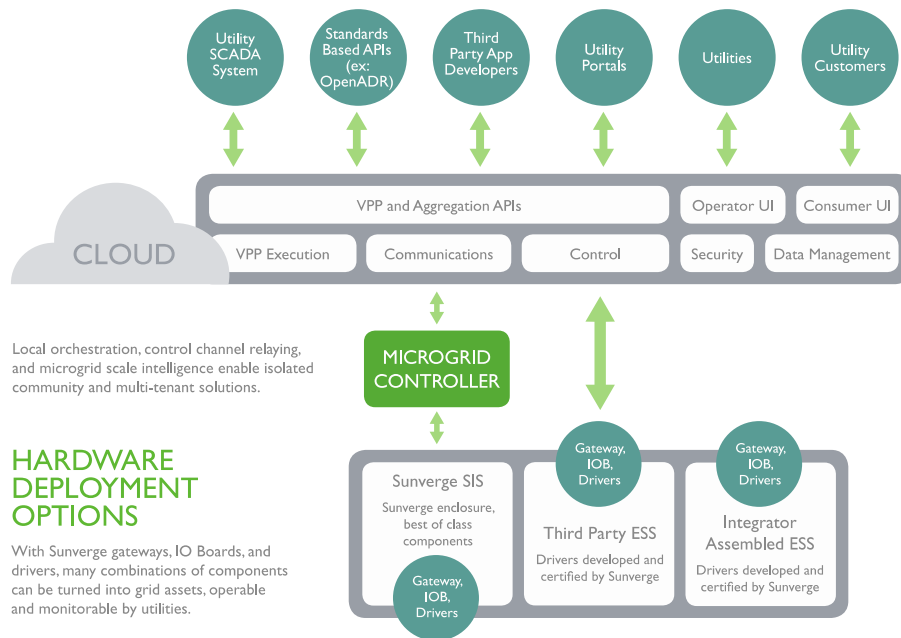 Utility
SCADA
System
Standards
Based APIs
(ex:
OpenADR)
Third
Party App
Developers
Utility
Portals
Utilities
Utility
Customers
CLOUD
VPP and Aggregation APIs
Operator UI
Consumer UI
VPP Execution
Communications
Control
Security
Data Management
Local orchestration, control channel relaying,
and microgrid scale intelligence enable isolated
community and multi-tenant solutions.
MICROGRID
CONTROLLER
HARDWARE
DEPLOYMENT
OPTIONS
With Sunverge gateways, IO Boards, and
drivers, many combinations of components
can be turned into grid assets, operable
and monitorable by utilities.
Sunverge SIS
Sunverge enclosure,
best of class
components
Gateway,
IOB,
Drivers
Gateway,
IOB,
Drivers
Third Party ESS
Drivers developed and
certified by Sunverge
Gateway,
IOB,
Drivers
Integrator
Assembled ESS
Drivers developed and
certified by Sunverge